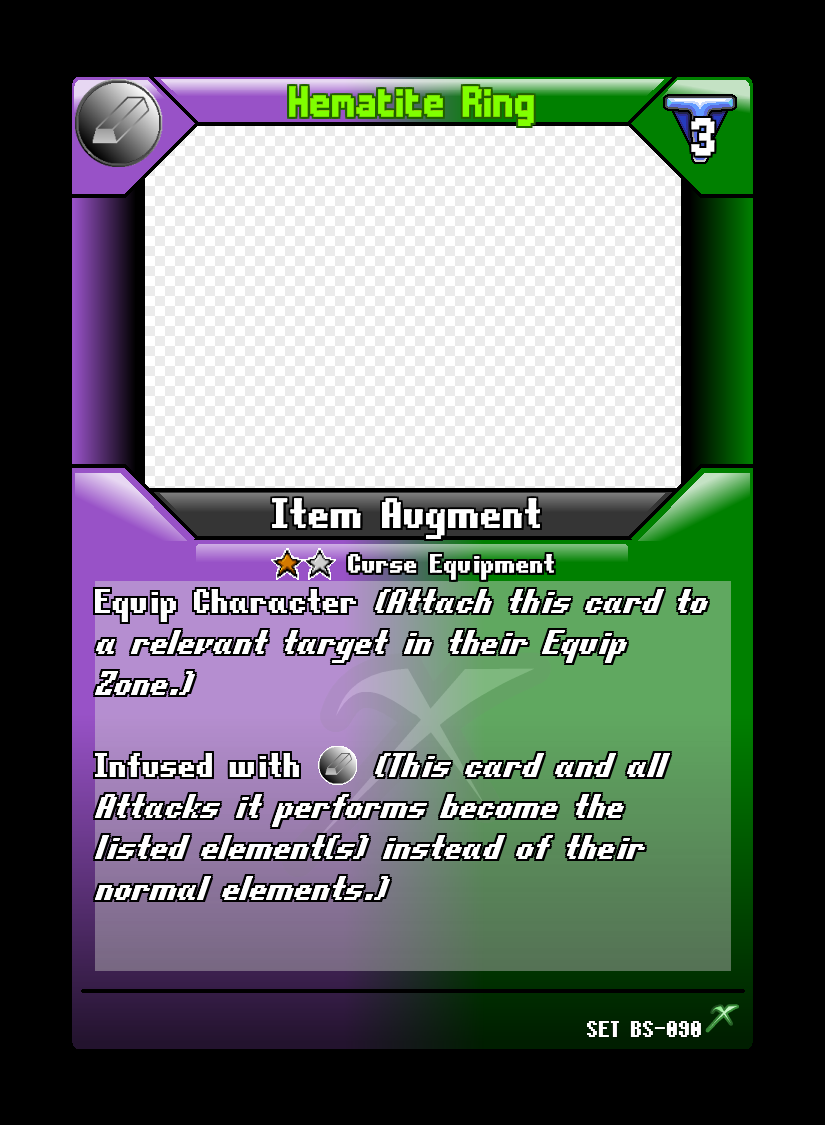 Hematite Ring
3
Item Augment
Curse Equipment
Equip Character (Attach this card to
a relevant target in their Equip
Zone.)
Infused with (This card and all
Attacks it performs become the
listed element(s) instead of their
normal elements.)
SET BS-090